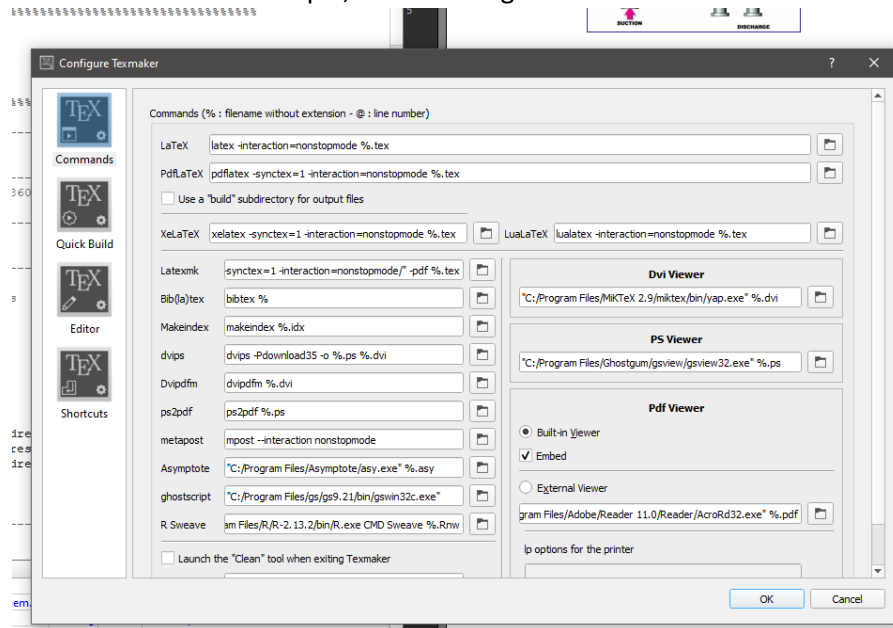 %%%%%%%%%%%%%%%%%%%%%%%%%%%%%%%
5
SUCTION
DISCHARGE
Configure Texmaker
?
Commands
Quick Build
Editor
Shortcuts
Commands (% : filename without extension - @ : line number)
LaTeX latex -interaction=nonstopmode %.tex
PdfLaTeX pdflatex -synctex=1 -interaction=nonstopmode %.tex
Use a "build" subdirectory for output files
XeLaTeX xelatex -synctex=1 -interaction=nonstopmode %.tex LuaLaTeX lualatex -interaction=nonstopmode %.tex
Latexmk -synctex=1 -interaction=nonstopmode/" -pdf %.tex
Bib(la)tex bibtex %
Makeindex makeindex %.idx
dvips dvips -Pdownload35 -o %.ps %.dvi
Dvipdfm dvipdfm %.dvi
ps2pdf ps2pdf %.ps
metapost mpost --interaction nonstopmode
Asymptote "C:/Program Files/Asymptote/asy.exe" %.asy
ghostscript "C:/Program Files/gs/gs9.21/bin/gswin32c.exe"
R Sweave am Files/R/R-2.13.2/bin/R.exe CMD Sweave %.Rnw
Launch the "Clean" tool when exiting Texmaker
Dvi Viewer
"C:/Program Files/MiKTeX 2.9/miktex/bin/yap.exe" %.dvi
PS Viewer
"C:/Program Files/Ghostgum/gsview/gsview32.exe" %.ps
Pdf Viewer
Built-in Viewer
Embed
External Viewer
gram Files/Adobe/Reader 11.0/Reader/AcroRd32.exe" %.pdf
lp options for the printer
OK Cancel